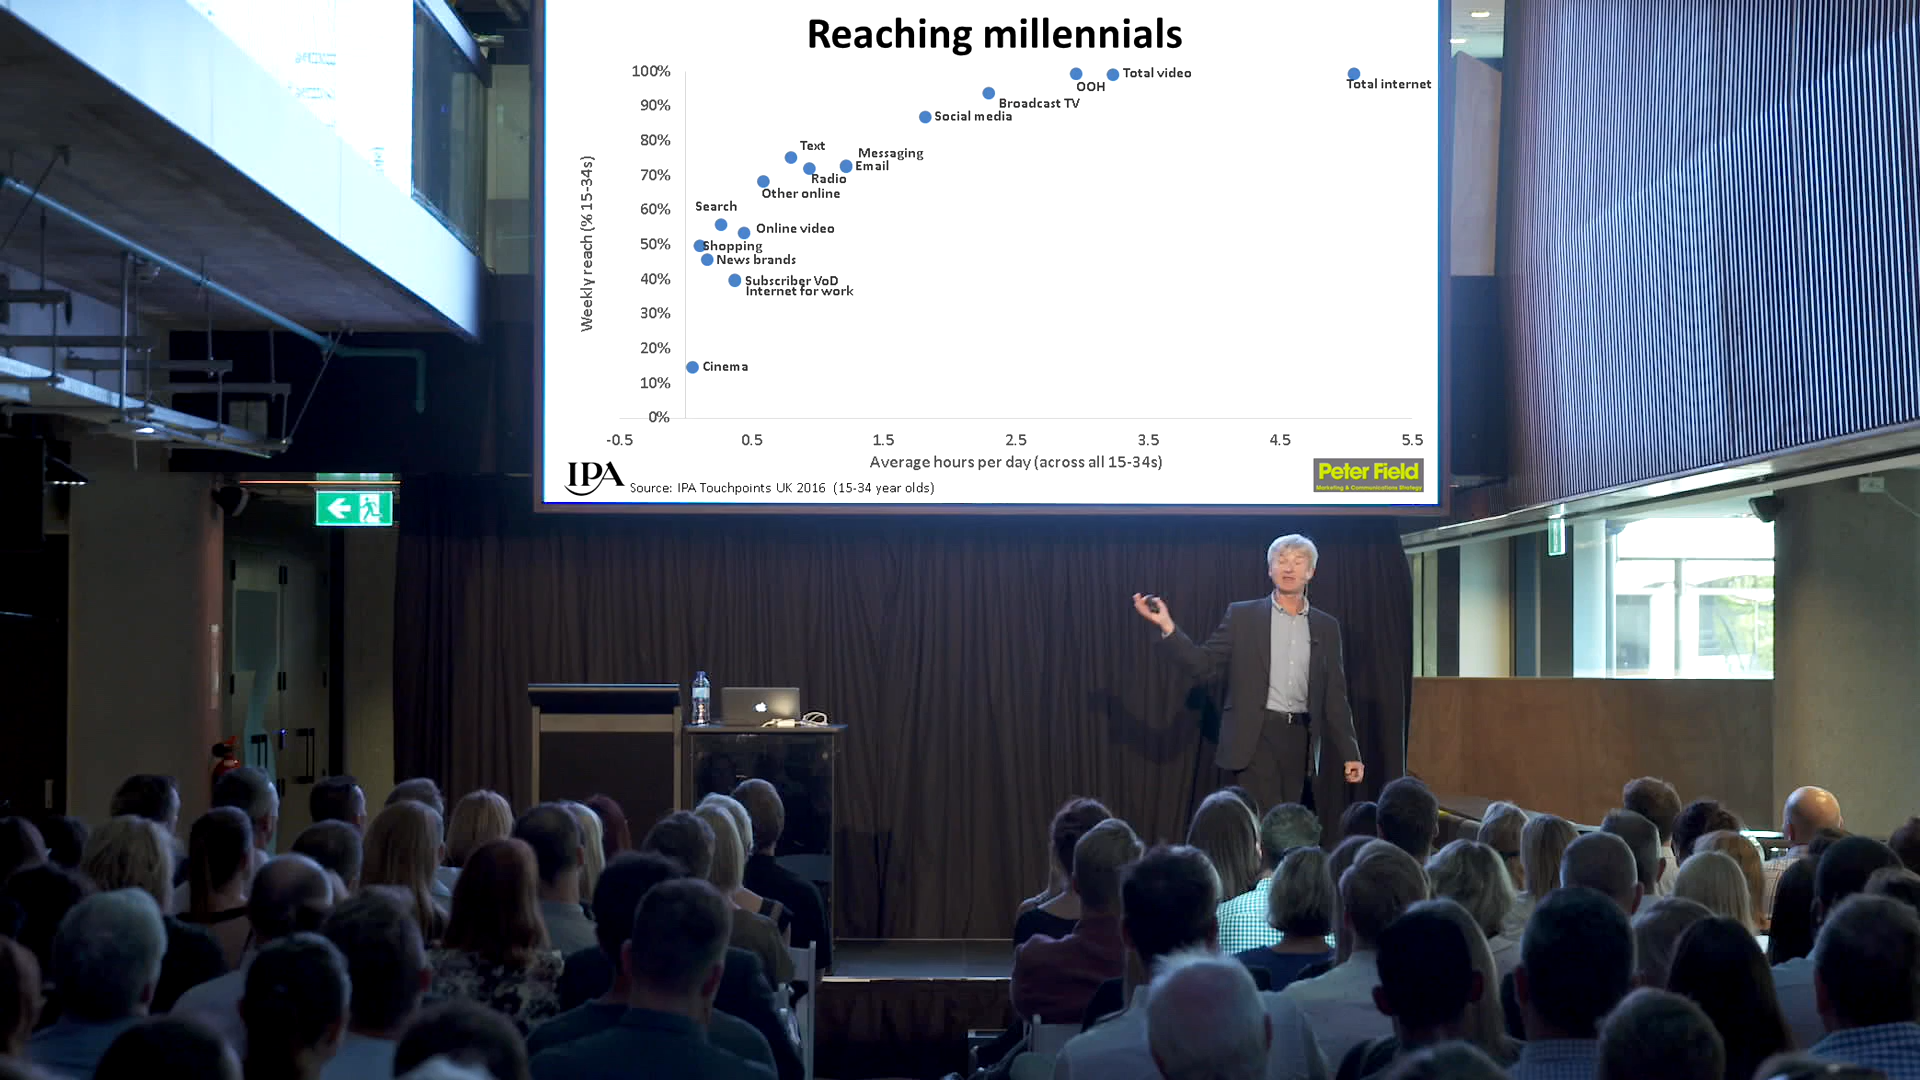 Reaching millennials
100%
90%
80%
70%
60%
50%
40%
30%
20%
10%
0%
Weekly reach (% 15-34s)
OOH
Total video
Total internet
Broadcast TV
Social media
Text
Messaging
Email
Radio
Other online
Search
Online video
Shopping
News brands
Subscriber VoD
Internet for work
Cinema
-0.5 0.5 1.5 2.5 3.5 4.5 5.5
Average hours per day (across all 15-34s)
IPA
Source: IPA Touchpoints UK 2016 (15-34 year olds)
Peter Field
Marketing & Communications Strategy